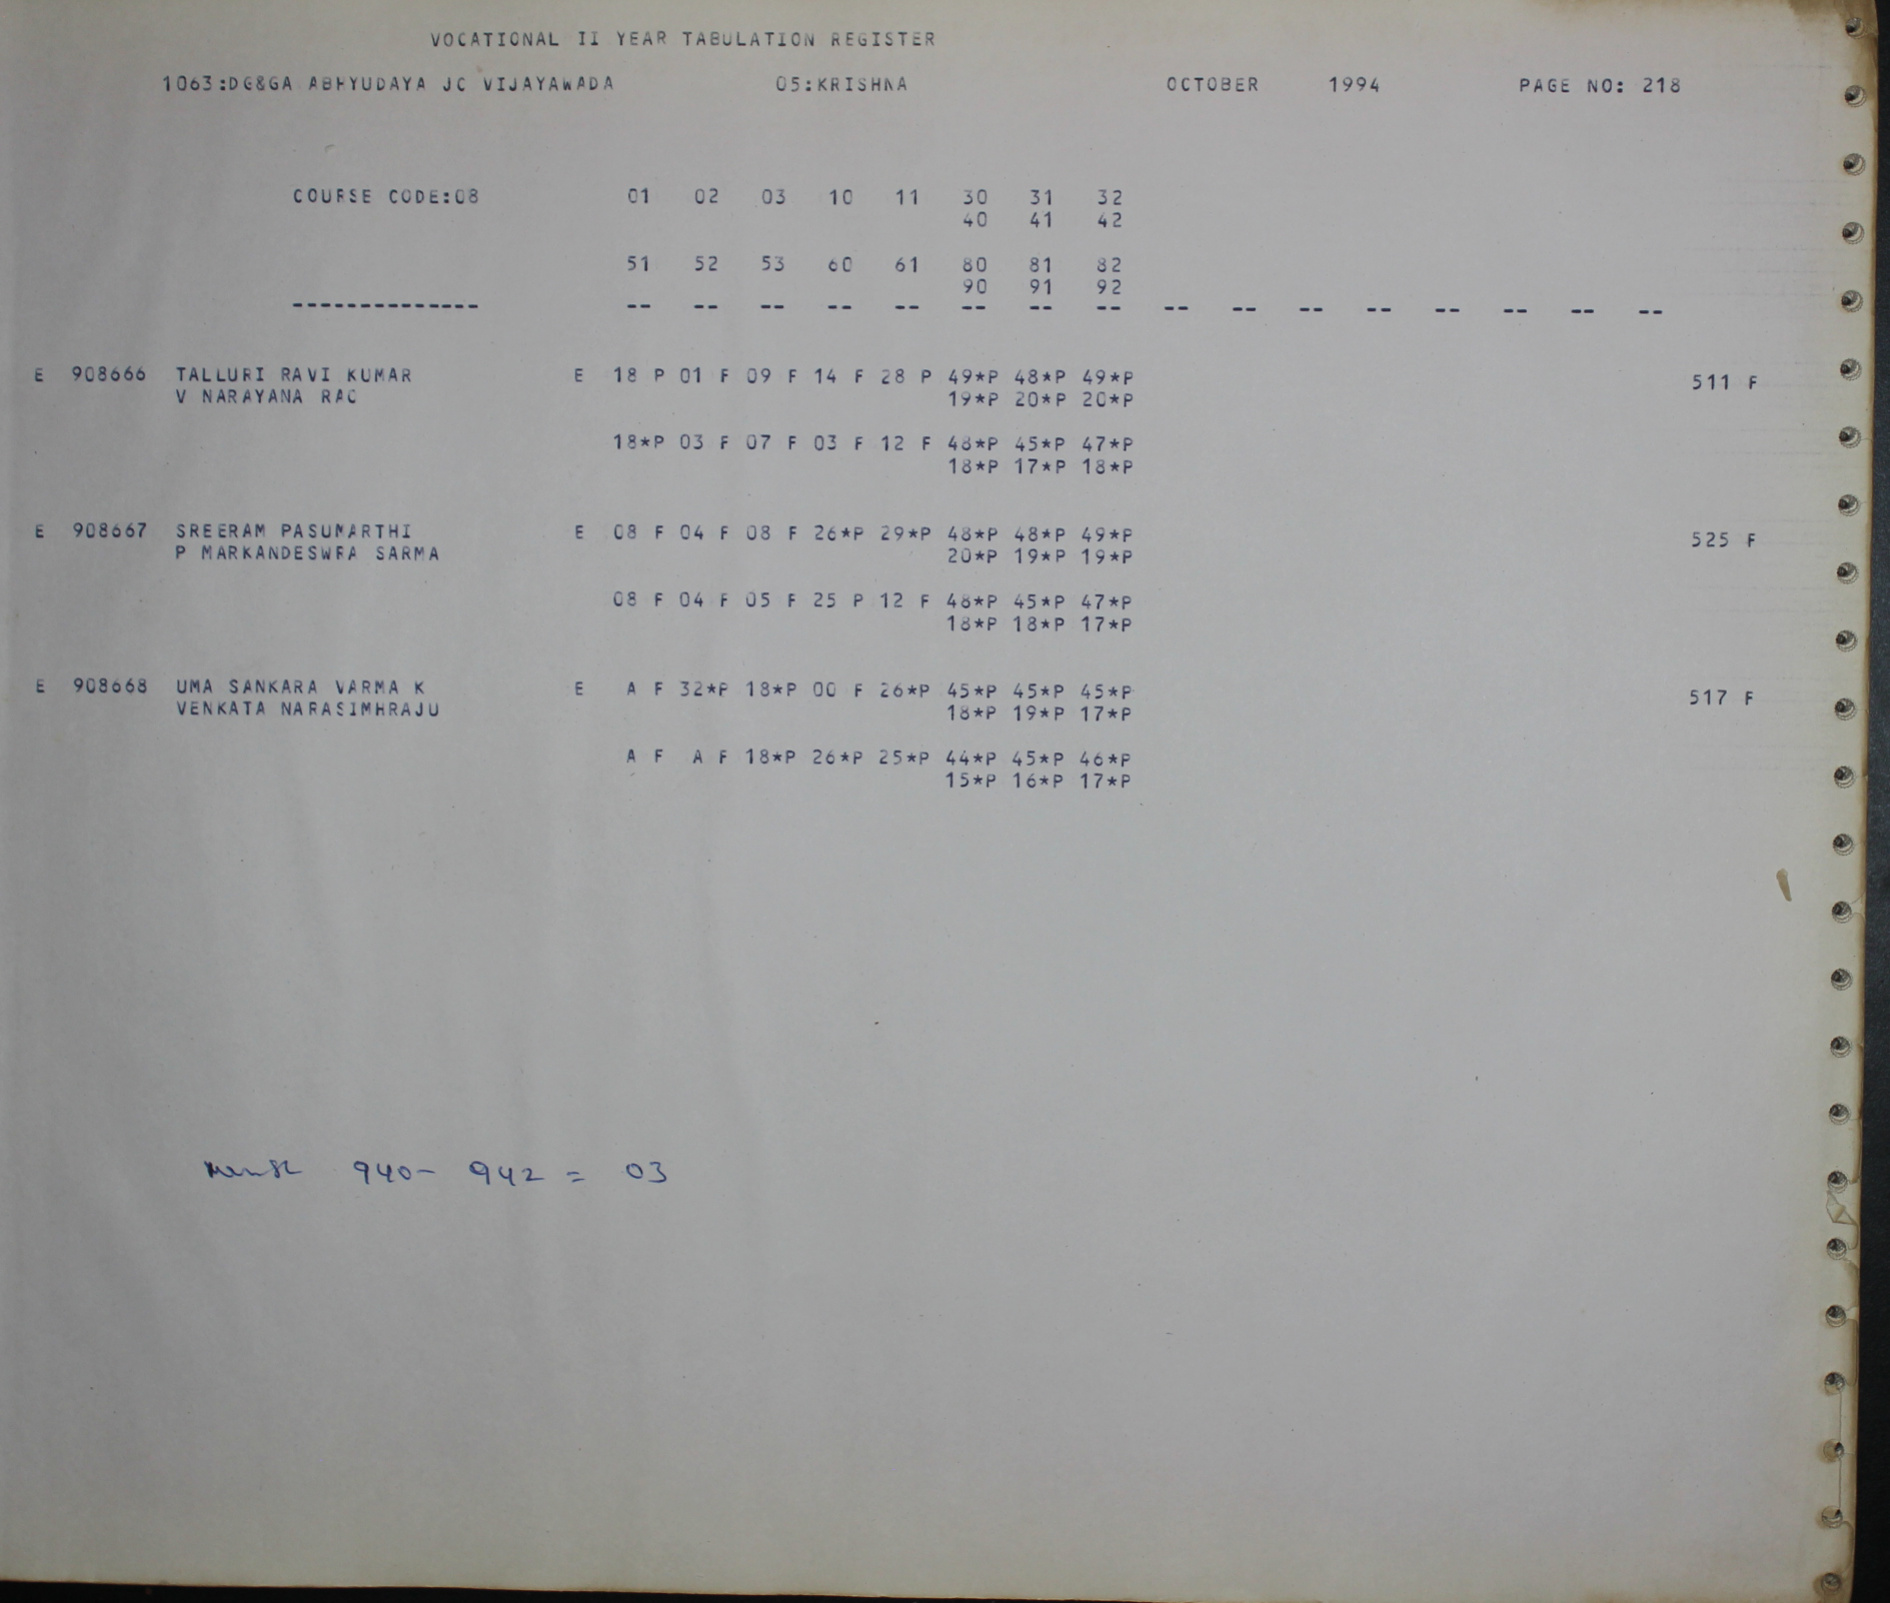 VOCATIONAL II YEAR TABULATION REGISTER
1063:DG&GA ABHYUDAYA JC VIJAYAWADA 05:KRISHNA OCTOBER 1994 PAGE NO: 218
COURSE CODE:08 01 02 03 10 11 30 31 32
40 41 42
51 52 53 60 61 80 81 82
90 91 92
-------------- -- -- -- -- -- -- -- -- -- -- -- -- -- -- -- --
E 908666 TALLURI RAVI KUMAR E 18 P 01 F 09 F 14 F 28 P 49*P 48*P 49*P 511 F
V NARAYANA RAO 19*P 20*P 20*P
18*P 03 F 07 F 03 F 12 F 48*P 45*P 47*P
18*P 17*P 18*P
E 908667 SREERAM PASUMARTHI E 08 F 04 F 08 F 26*P 29*P 48*P 48*P 49*P 525 F
P MARKANDESWRA SARMA 20*P 19*P 19*P
08 F 04 F 05 F 25 P 12 F 48*P 45*P 47*P
18*P 18*P 17*P
E 908668 UMA SANKARA VARMA K E A F 32*P 18*P 00 F 26*P 45*P 45*P 45*P 517 F
VENKATA NARASIMHRAJU 18*P 19*P 17*P
A F A F 18*P 26*P 25*P 44*P 45*P 46*P
15*P 16*P 17*P
940- 942 = 03